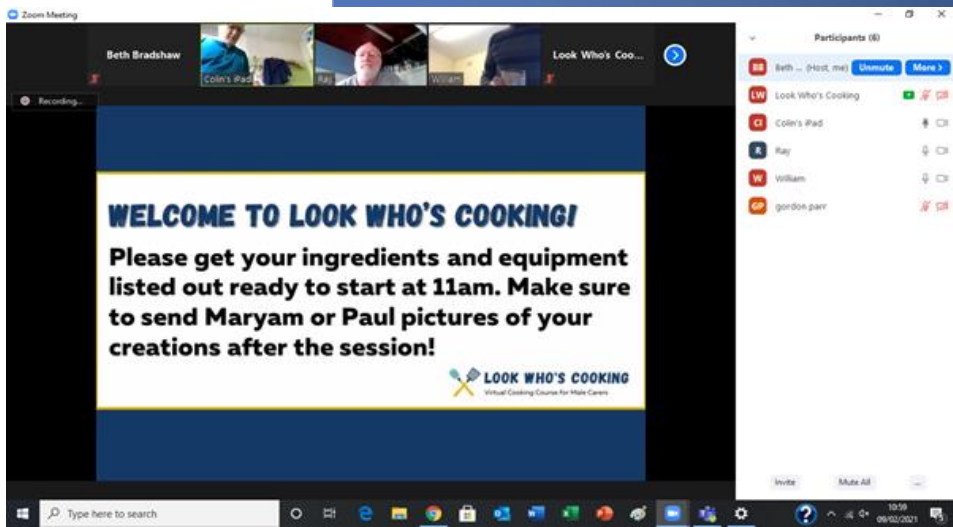 Zoom Meeting
Beth Bradshaw
Colin's iPad
Ray
William
Look Who's Coo...
Recording...
WELCOME TO LOOK WHO'S COOKING!
Please get your ingredients and equipment
listed out ready to start at 11am. Make sure
to send Maryam or Paul pictures of your
creations after the session!
LOOK WHO'S COOKING
Virtual Cooking Course for Male Carers
Participants (6)
BB Beth ... (Host, me) Unmute More >
LW Look Who's Cooking
CI Colin's iPad
R Ray
W William
GP gordon parr
Invite Mute All ...
Type here to search
10:59
09/02/2021